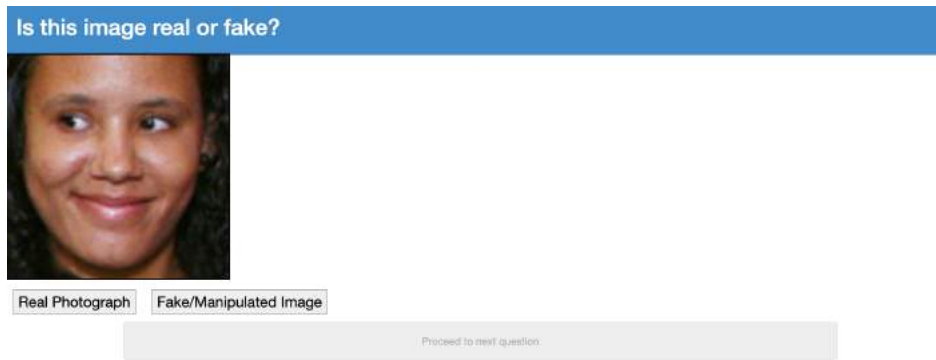 Is this image real or fake?
Real Photograph Fake/Manipulated Image
Proceed to next question